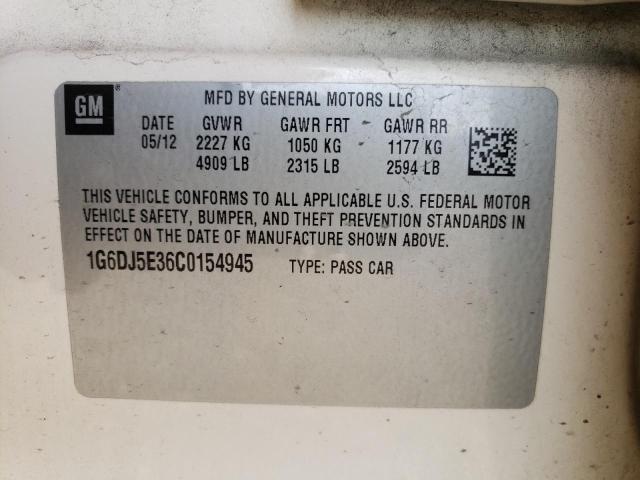 GM MFD BY GENERAL MOTORS LLC
DATE GVWR GAWR FRT GAWR RR
05/12 2227 KG 1050 KG 1177 KG
4909 LB 2315 LB 2594 LB
THIS VEHICLE CONFORMS TO ALL APPLICABLE U.S. FEDERAL MOTOR
VEHICLE SAFETY, BUMPER, AND THEFT PREVENTION STANDARDS IN
EFFECT ON THE DATE OF MANUFACTURE SHOWN ABOVE.
1G6DJ5E36C0154945 TYPE: PASS CAR